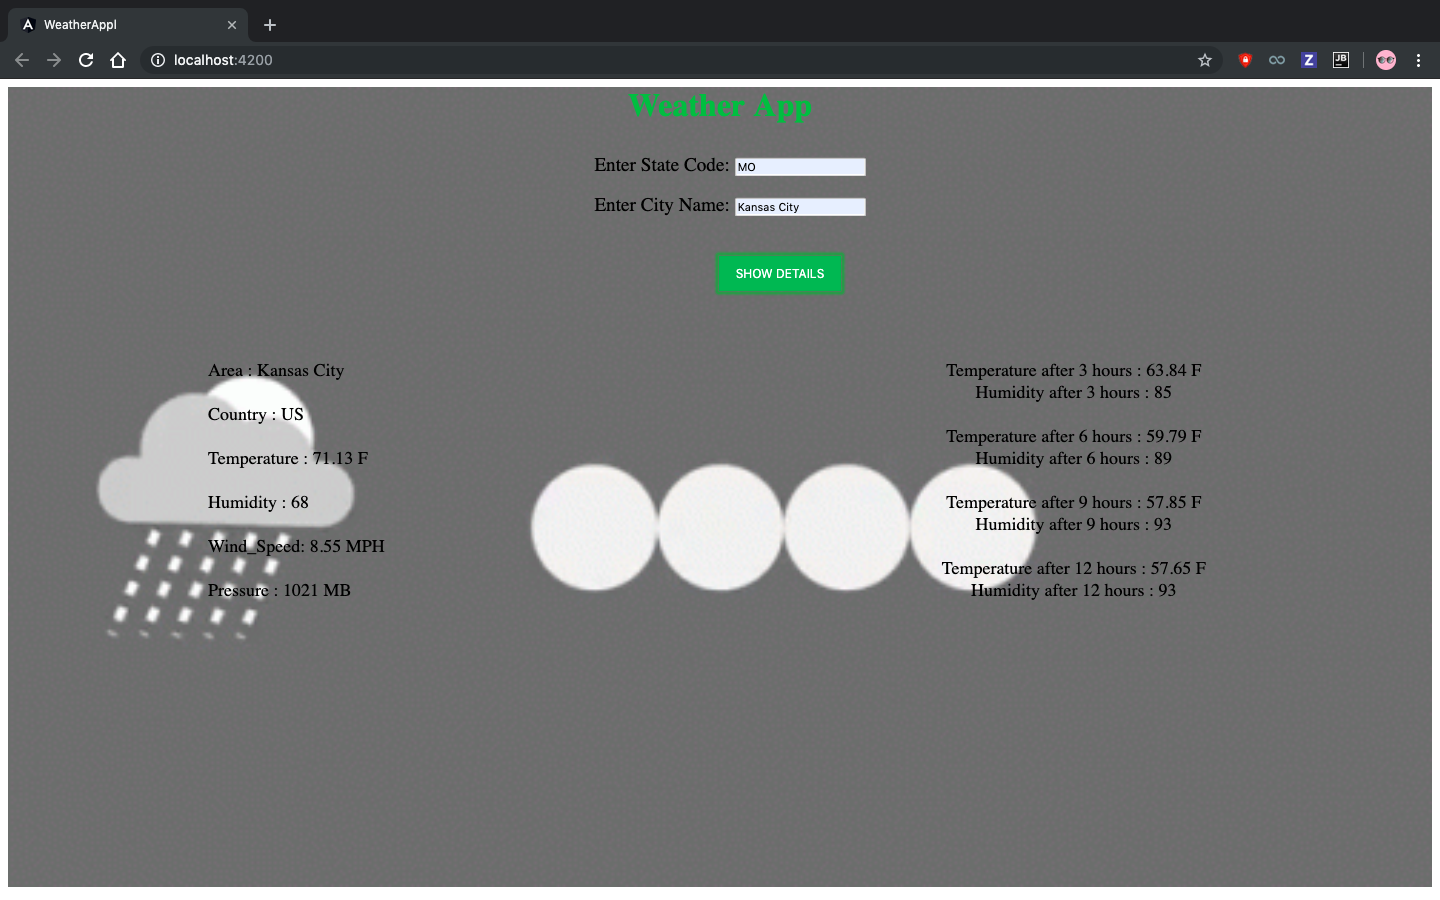 WeatherAppl
localhost:4200
Z
JB
Weather App
Enter State Code: MO
Enter City Name: Kansas City
SHOW DETAILS
Area : Kansas City
Country : US
Temperature : 71.13 F
Humidity : 68
Wind_Speed: 8.55 MPH
Pressure : 1021 MB
Temperature after 3 hours : 63.84 F
Humidity after 3 hours : 85
Temperature after 6 hours : 59.79 F
Humidity after 6 hours : 89
Temperature after 9 hours : 57.85 F
Humidity after 9 hours : 93
Temperature after 12 hours : 57.65 F
Humidity after 12 hours : 93